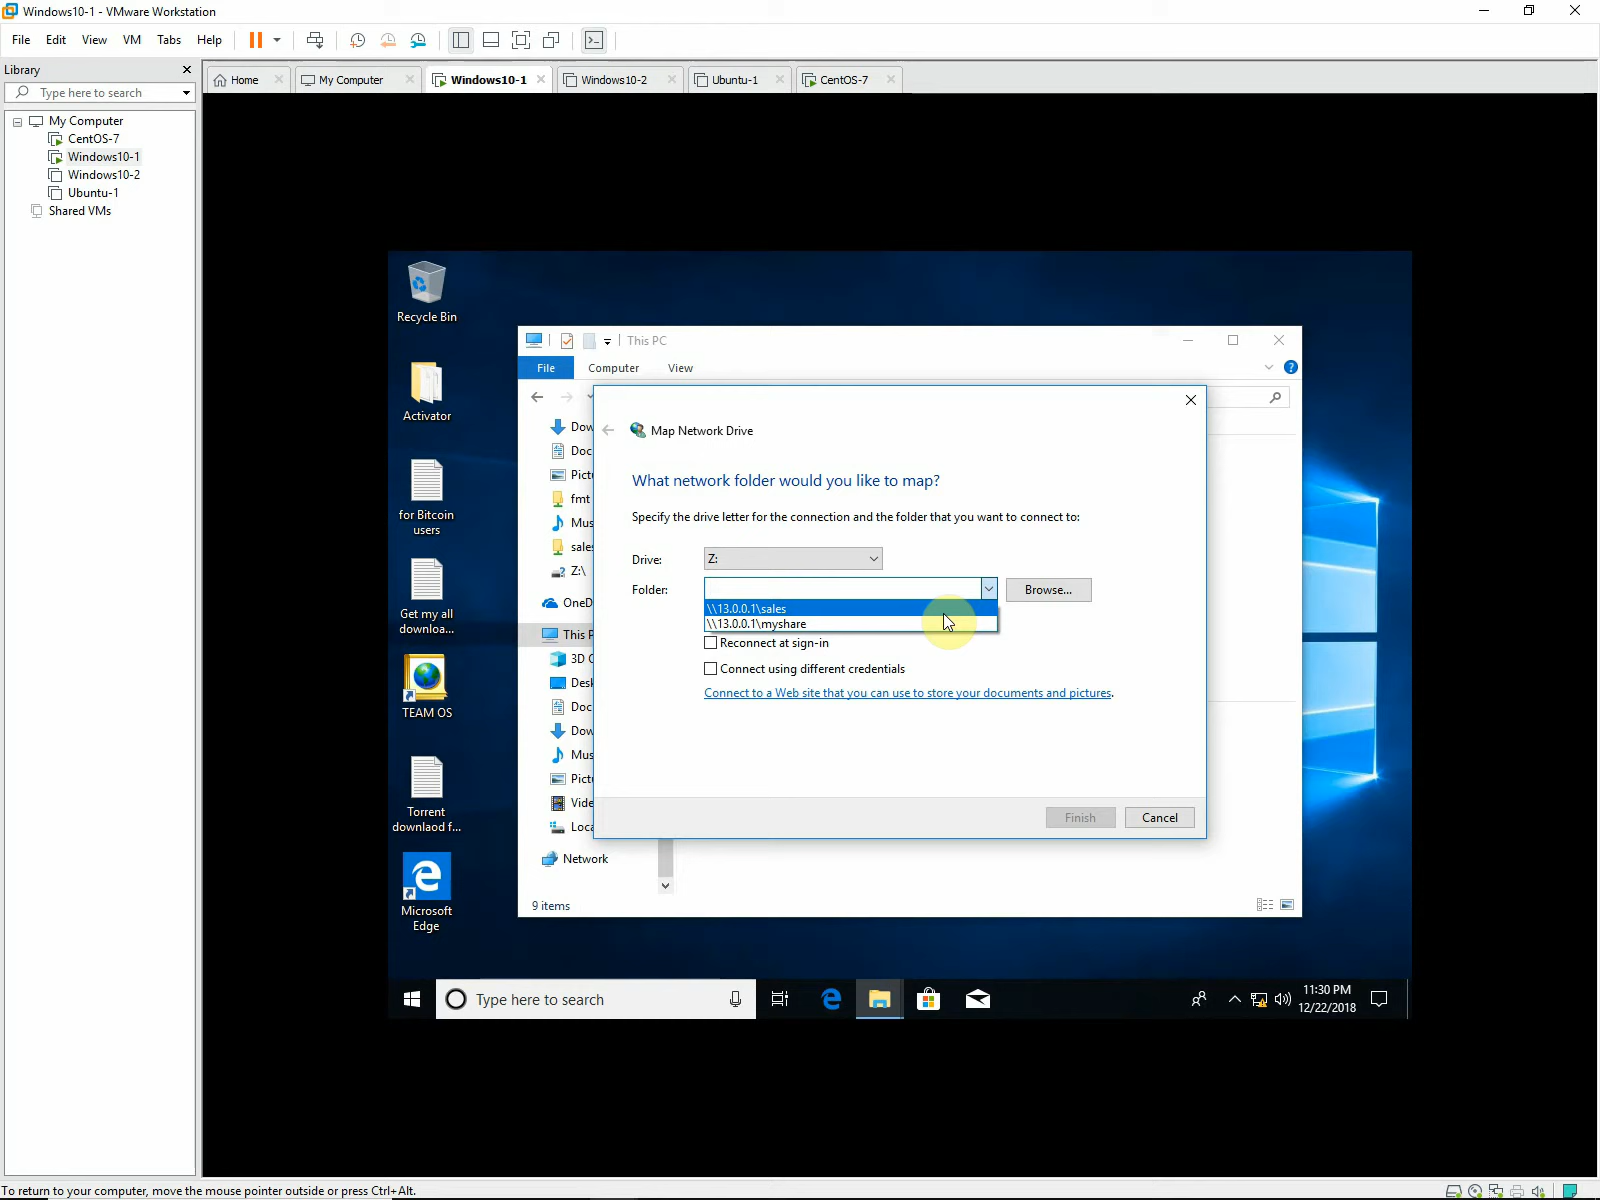 Windows10-1 - VMware Workstation
File Edit View VM Tabs Help
Library
Type here to search
My Computer
CentOS-7
Windows10-1
Windows10-2
Ubuntu-1
Shared VMs
Home
My Computer
Windows10-1
Windows10-2
Ubuntu-1
CentOS-7
Recycle Bin
Activator
for Bitcoin
users
Get my all
downloa...
TEAM OS
Torrent
downlaod f...
Microsoft
Edge
This PC
File Computer View
Dow
Doc
Pict
fmt
Mus
sales
Z:\
OneD
This P
3D O
Desk
Doc
Dow
Mus
Pict
Vide
Loca
Network
9 items
Map Network Drive
What network folder would you like to map?
Specify the drive letter for the connection and the folder that you want to connect to:
Drive: Z:
Folder: Browse...
\\13.0.0.1\sales
\\13.0.0.1\myshare
Reconnect at sign-in
Connect using different credentials
Connect to a Web site that you can use to store your documents and pictures.
Finish Cancel
Type here to search
11:30 PM
12/22/2018
To return to your computer, move the mouse pointer outside or press Ctrl+Alt.